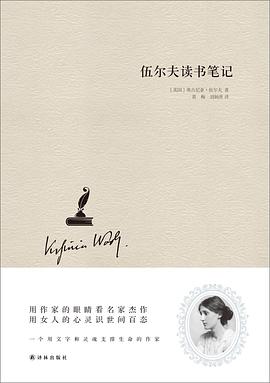 伍尔夫读书笔记
［英国］弗吉尼亚·伍尔夫 著
黄 梅 刘炳善 译
Virginia Woolf
用作家的眼睛看名家杰作
用女人的心灵识世间百态
一个用文字和灵魂支撑生命的作家
译林出版社